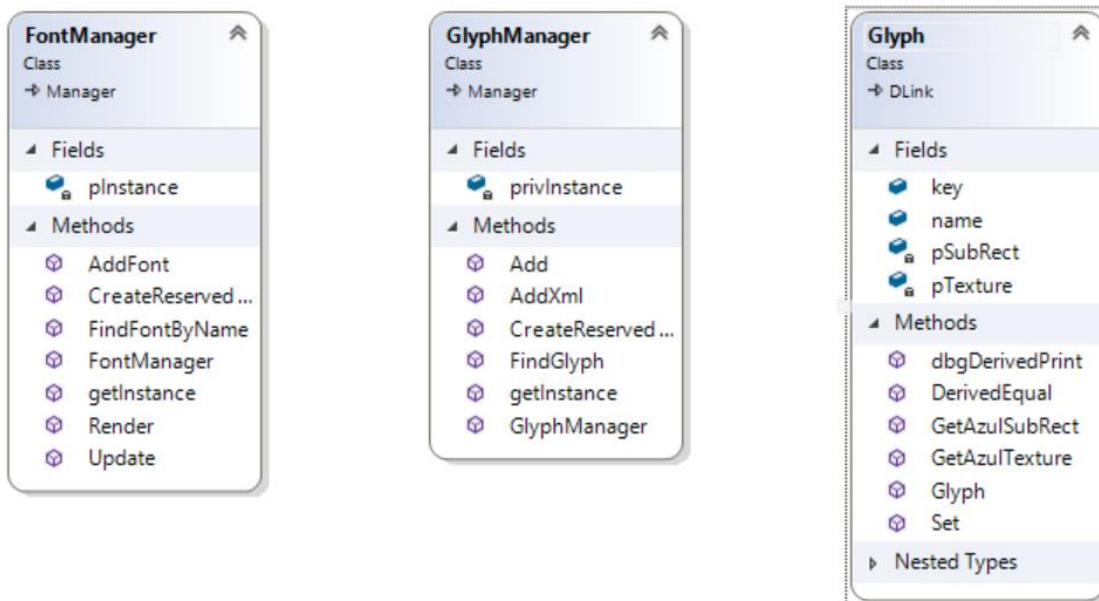 FontManager
Class
Manager
Fields
pInstance
Methods
AddFont
CreateReserved ...
FindFontByName
FontManager
getInstance
Render
Update
GlyphManager
Class
Manager
Fields
privInstance
Methods
Add
AddXml
CreateReserved ...
FindGlyph
getInstance
GlyphManager
Glyph
Class
DLink
Fields
key
name
pSubRect
pTexture
Methods
dbgDerivedPrint
DerivedEqual
GetAzulSubRect
GetAzulTexture
Glyph
Set
Nested Types